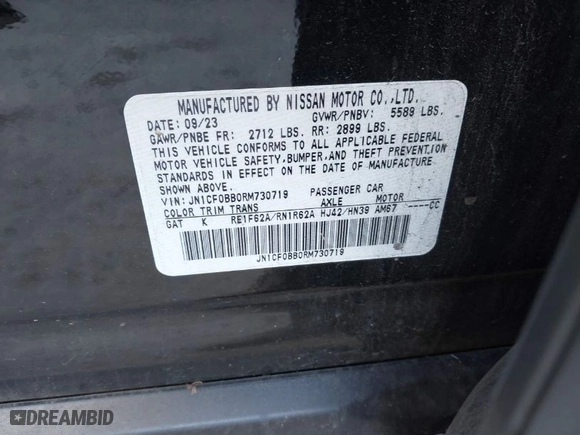 MANUFACTURED BY NISSAN MOTOR CO.,LTD.
DATE: 09/23 GVWR/PNBV: 5589 LBS.
GAWR/PNBE FR: 2712 LBS. RR: 2899 LBS.
THIS VEHICLE CONFORMS TO ALL APPLICABLE FEDERAL
MOTOR VEHICLE SAFETY, BUMPER, AND THEFT PREVENTION
STANDARDS IN EFFECT ON THE DATE OF MANUFACTURE
SHOWN ABOVE.
VIN: JN1CF0BB0RM730719 PASSENGER CAR
COLOR TRIM TRANS AXLE MOTOR
GAT K RE1F62A/RN1R62A HJ42/HN39 AM67 ----CC
JN1CF0BB0RM730719
DREAMBID